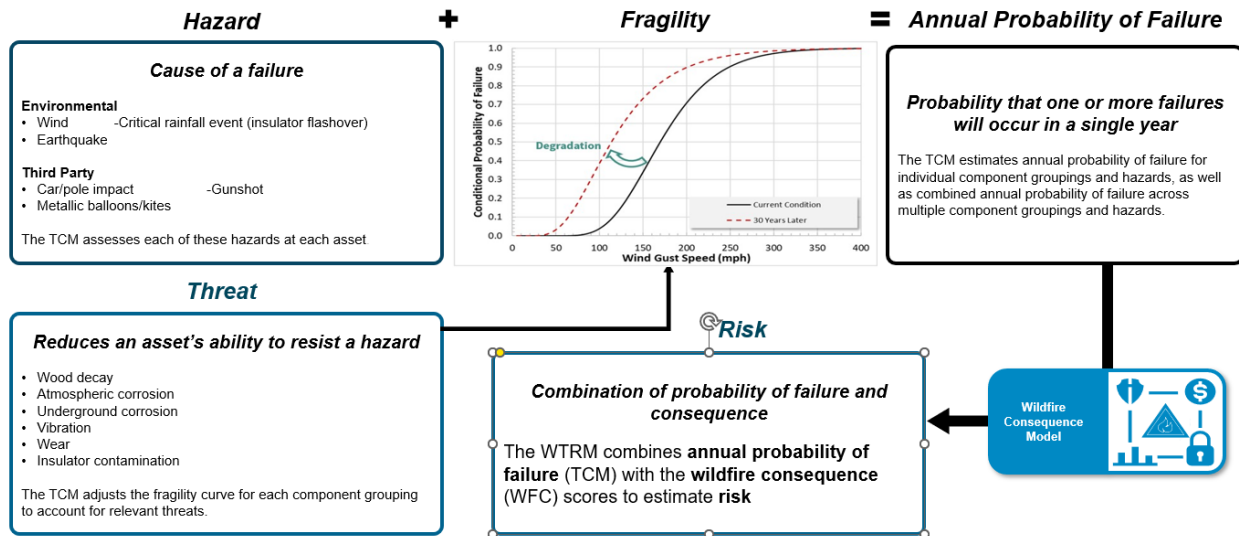 Hazard
+
Fragility
=
Annual Probability of Failure
Cause of a failure
Environmental
• Wind -Critical rainfall event (insulator flashover)
• Earthquake
Third Party
• Car/pole impact -Gunshot
• Metallic balloons/kites
The TCM assesses each of these hazards at each asset
Conditional Probability of Failure
1.0
0.9
0.8
0.7
0.6
0.5
0.4
0.3
0.2
0.1
0.0
Degradation
Current Condition
30 Years Later
0 50 100 150 200 250 300 350 400
Wind Gust Speed (mph)
Probability that one or more failures
will occur in a single year
The TCM estimates annual probability of failure for
individual component groupings and hazards, as well
as combined annual probability of failure across
multiple component groupings and hazards.
Threat
Reduces an asset's ability to resist a hazard
• Wood decay
• Atmospheric corrosion
• Underground corrosion
• Vibration
• Wear
• Insulator contamination
The TCM adjusts the fragility curve for each component grouping
to account for relevant threats.
Risk
Combination of probability of failure and
consequence
The WTRM combines annual probability of
failure (TCM) with the wildfire consequence
(WFC) scores to estimate risk
Wildfire
Consequence
Model
$